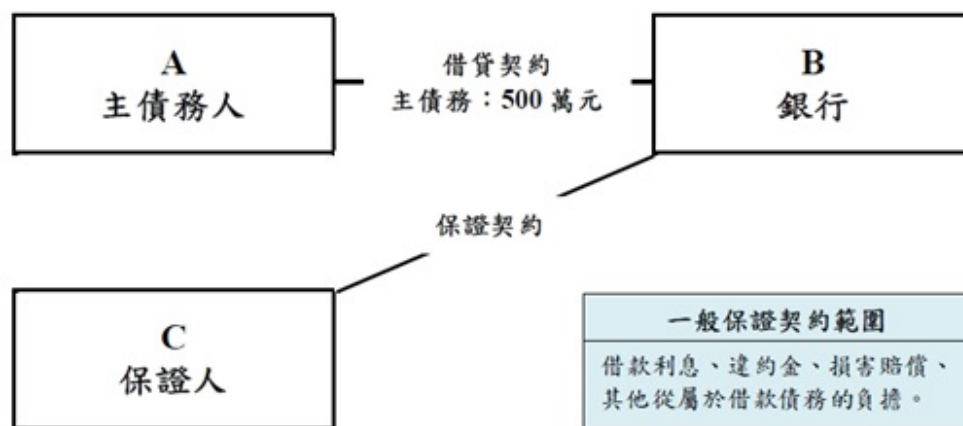 A
主債務人
借貸契約
主債務：500 萬元
B
銀行
保證契約
C
保證人
一般保證契約範圍
借款利息、違約金、損害賠償、
其他從屬於借款債務的負擔。